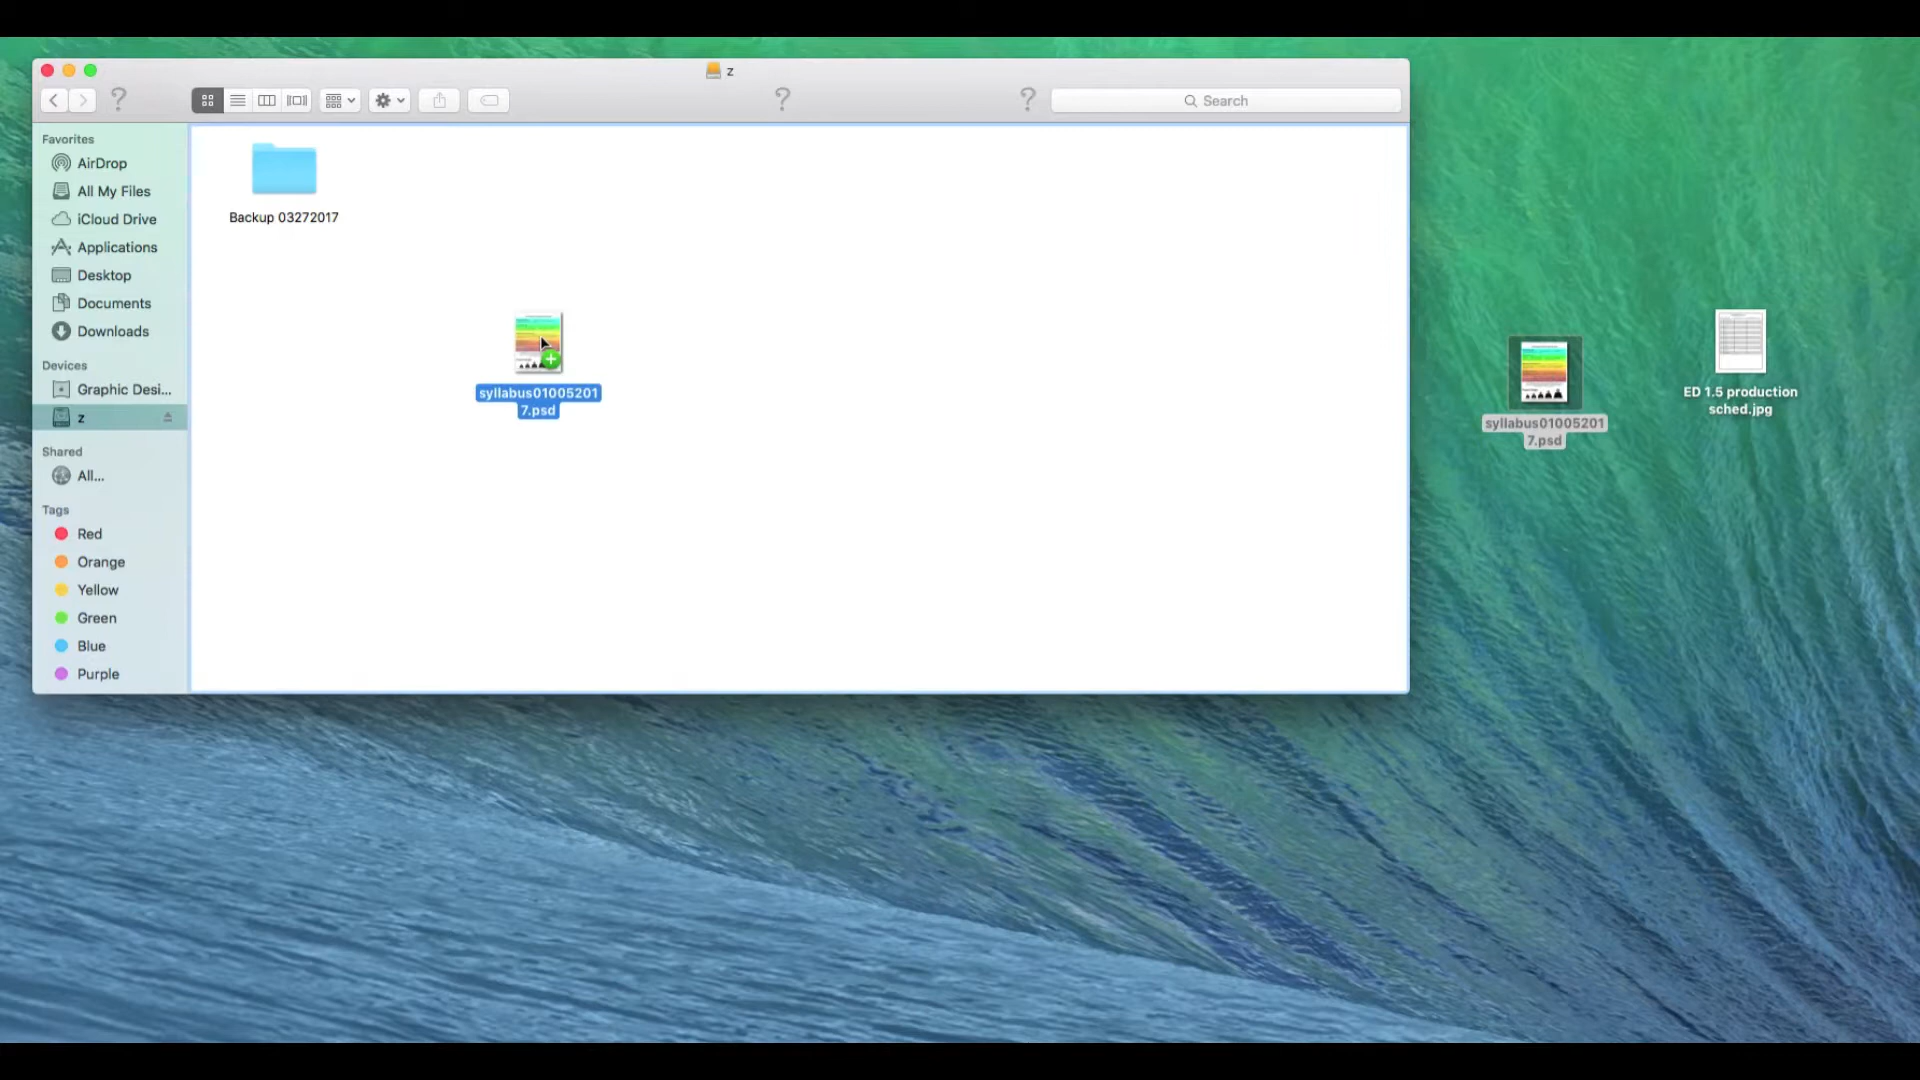 z
Search
Favorites
AirDrop
All My Files
iCloud Drive
Applications
Desktop
Documents
Downloads
Devices
Graphic Desi...
z
Shared
All...
Tags
Red
Orange
Yellow
Green
Blue
Purple
Backup 03272017
syllabus01005201
7.psd
syllabus01005201
7.psd
ED 1.5 production
sched.jpg